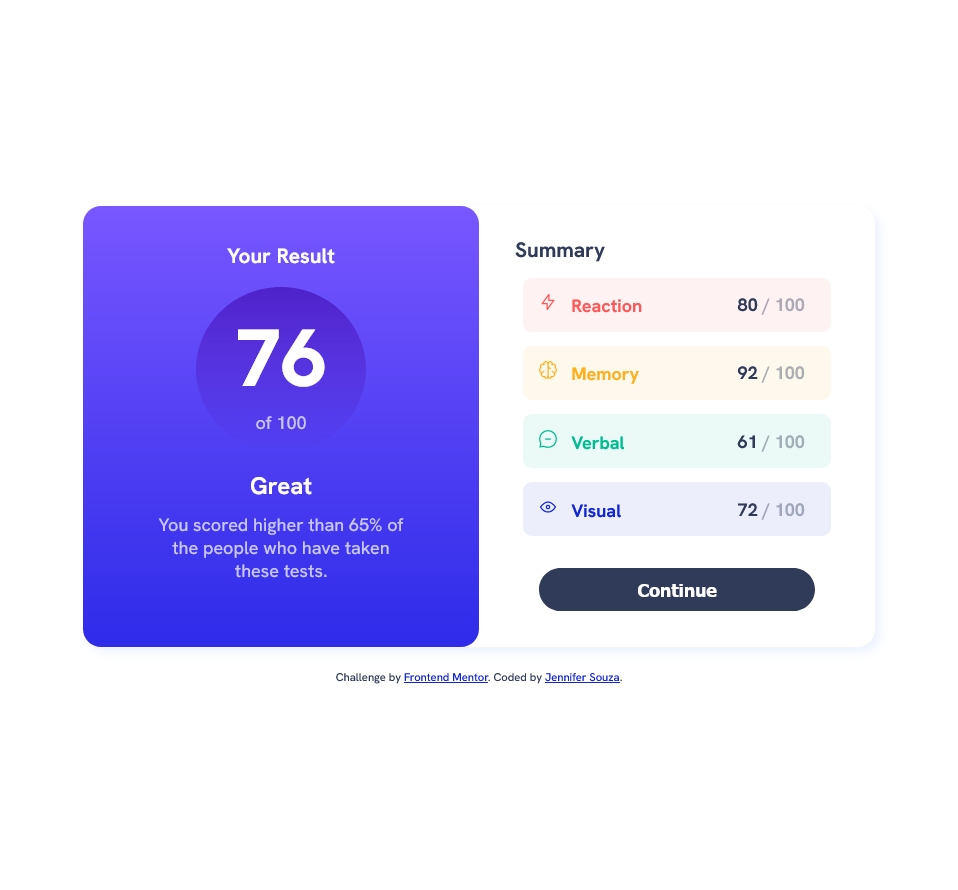 Your Result
76
of 100
Great
You scored higher than 65% of
the people who have taken
these tests.
Summary
Reaction 80 / 100
Memory 92 / 100
Verbal 61 / 100
Visual 72 / 100
Continue
Challenge by Frontend Mentor. Coded by Jennifer Souza.